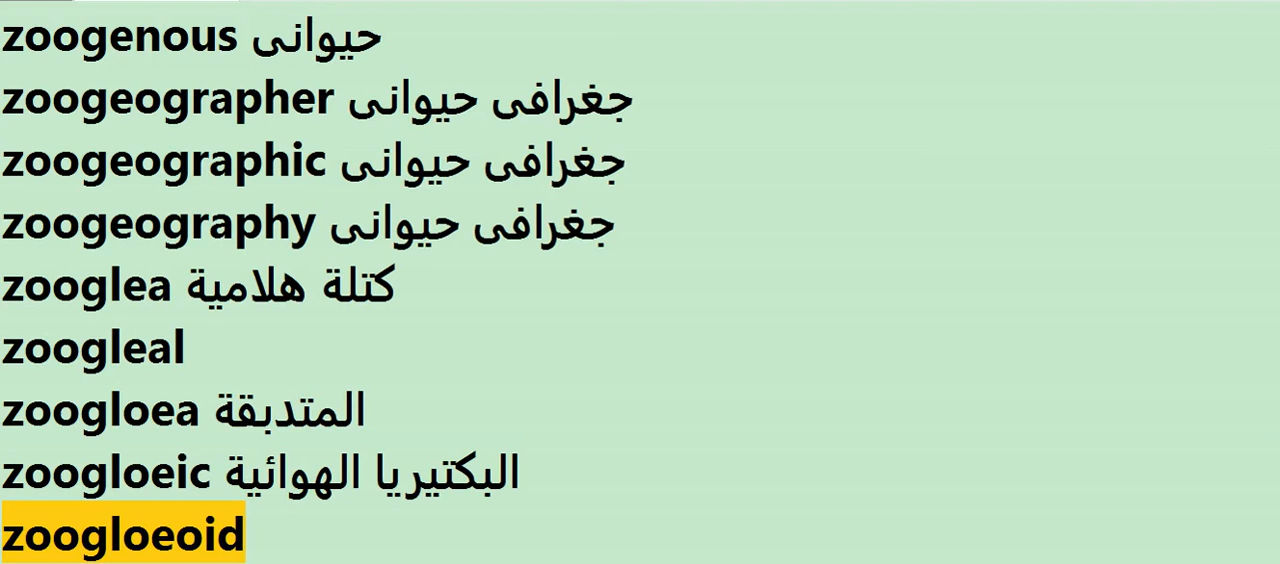 zoogenous حيوانى
zoogeographer جغرافى حيوانى
zoogeographic جغرافى حيوانى
zoogeography جغرافى حيوانى
zooglea كتلة هلامية
zoogleal
zoogloea المتدبقة
zoogloeic البكتيريا الهوائية
zoogloeoid